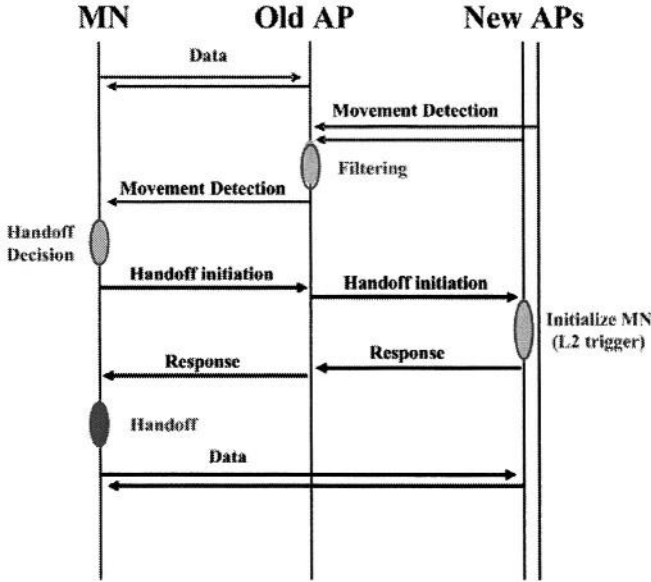 MN Old AP New APs
Data
Movement Detection
Filtering
Movement Detection
Handoff
Decision
Handoff initiation Handoff initiation
Initialize MN
(L2 trigger)
Response Response
Handoff
Data